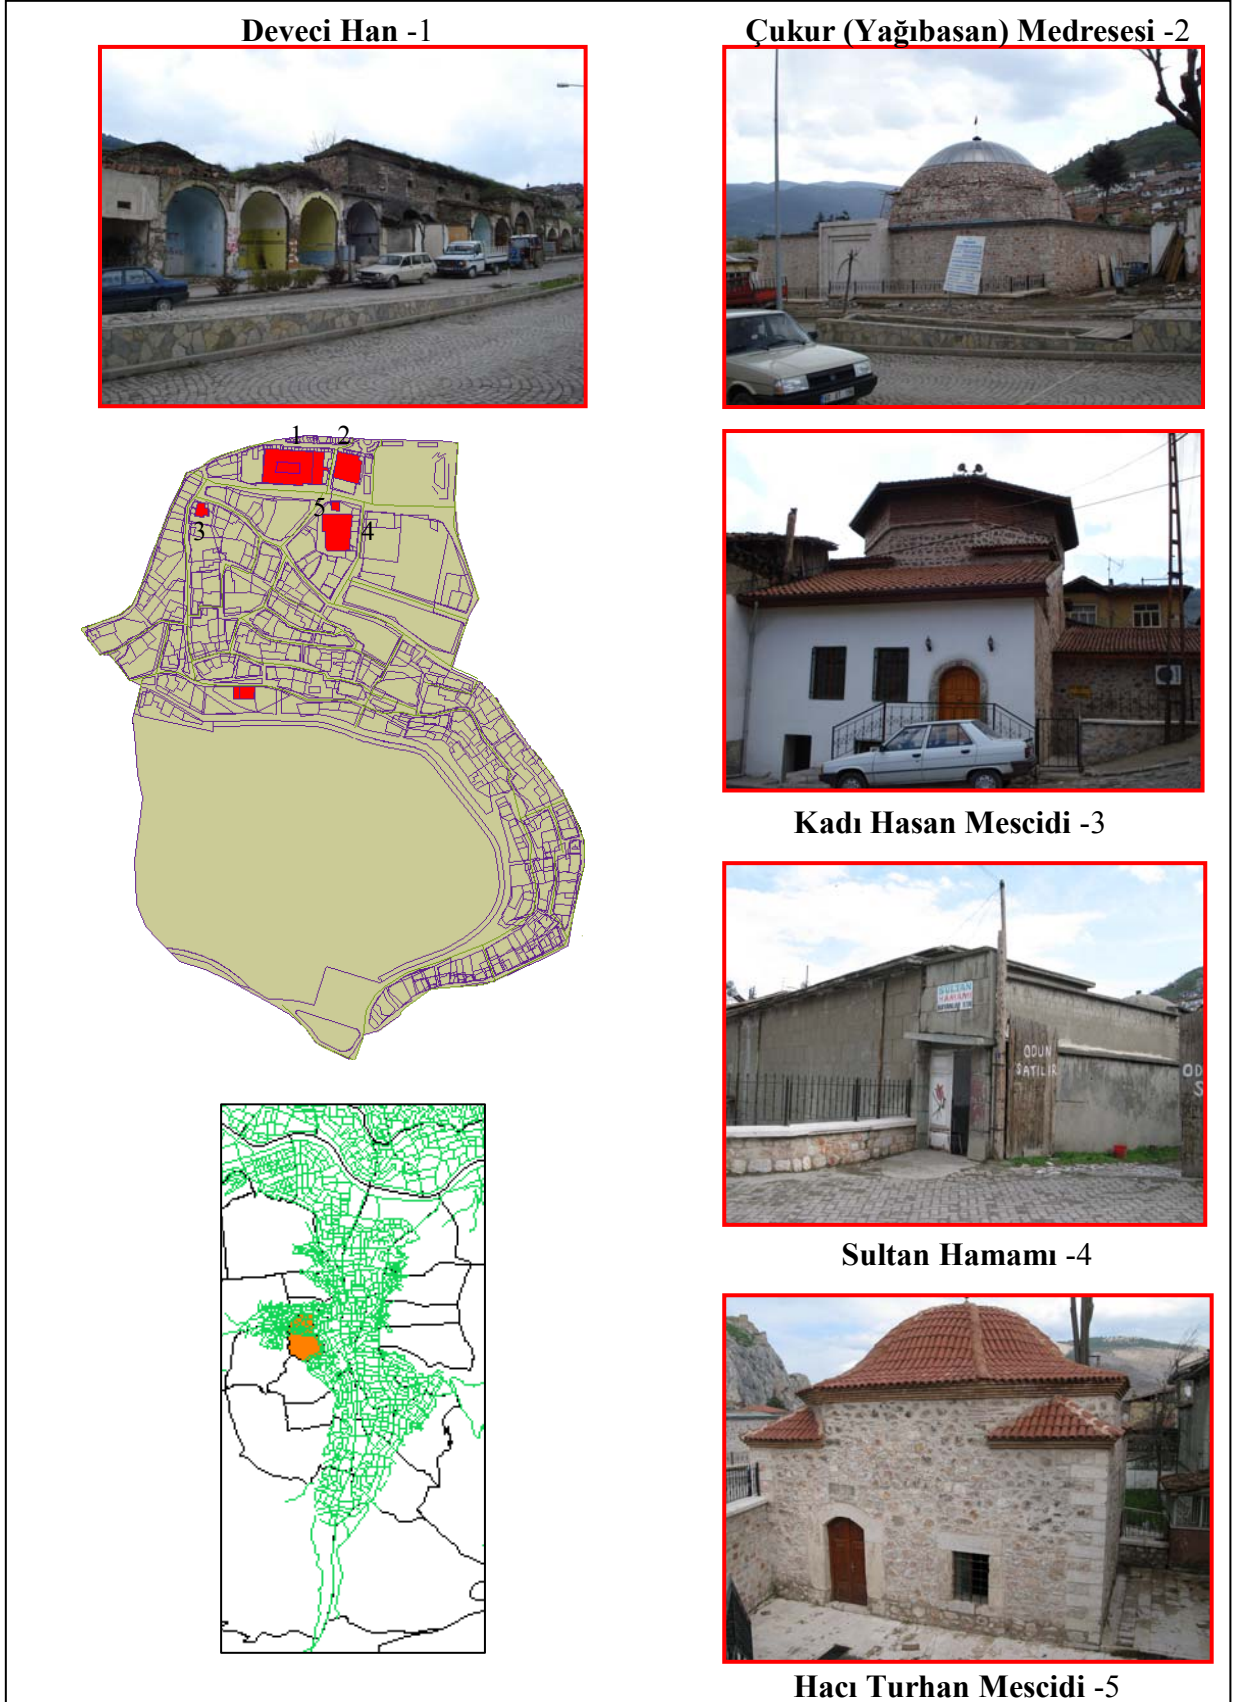 Deveci Han -1
Çukur (Yağıbasan) Medresesi -2
1
2
5
3
4
Kadı Hasan Mescidi -3
SULTAN
HAMAMI
ODUN
SATILIR
OD
S
Sultan Hamamı -4
Hacı Turhan Mescidi -5